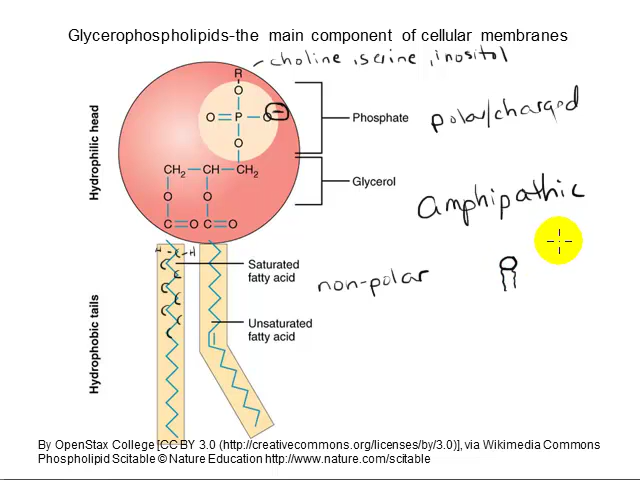 Glycerophospholipids-the main component of cellular membranes
choline, serine, inositol
R
O
O=P-O-
Phosphate
polar/charged
O
CH2-CH-CH2
Glycerol
O O
C=O C=O
amphipathic
H-C-H
Saturated
fatty acid
non-polar
Unsaturated
fatty acid
Hydrophilic head
Hydrophobic tails
By OpenStax College [CC BY 3.0 (http://creativecommons.org/licenses/by/3.0)], via Wikimedia Commons
Phospholipid Scitable © Nature Education http://www.nature.com/scitable